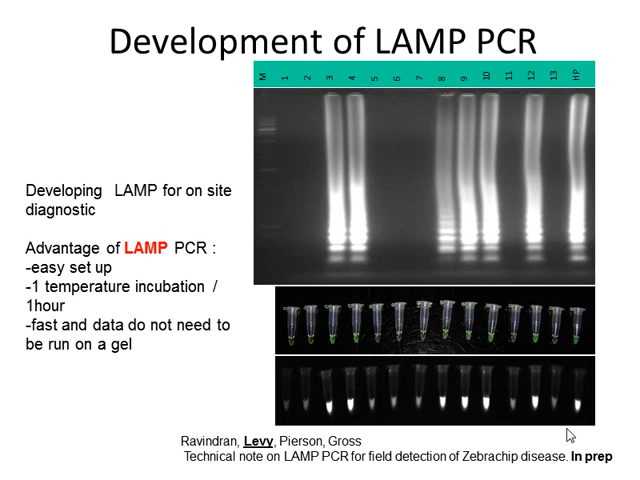 Development of LAMP PCR
M 1 2 3 4 5 6 7 8 9 10 11 12 13 HP
Developing LAMP for on site
diagnostic
Advantage of LAMP PCR :
-easy set up
-1 temperature incubation /
1hour
-fast and data do not need to
be run on a gel
Ravindran, Levy, Pierson, Gross
Technical note on LAMP PCR for field detection of Zebrachip disease. In prep